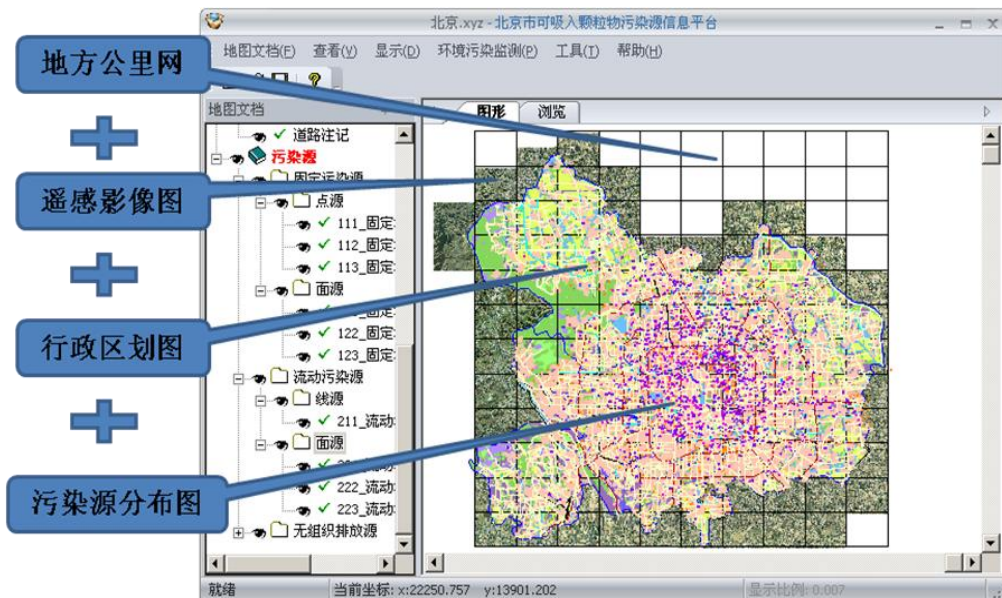 北京.xyz - 北京市可吸入颗粒物污染源信息平台
地图文档(F) 查看(V) 显示(D) 环境污染监测(P) 工具(T) 帮助(H)
地方公里网
地图文档
图形 浏览
道路注记
污染源
固定污染源
遥感影像图
点源
111_固定
112_固定
113_固定
面源
固定
行政区划图
122_固定
123_固定
流动污染源
线源
211_流动
面源
流动
污染源分布图
222_流动
223_流动
无组织排放源
就绪 当前坐标: x:22250.757 y:13901.202 显示比例: 0.007